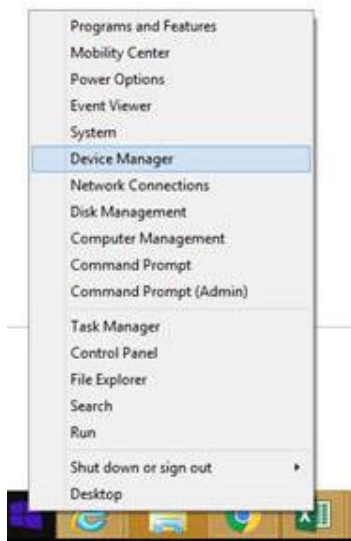 Programs and Features
Mobility Center
Power Options
Event Viewer
System
Device Manager
Network Connections
Disk Management
Computer Management
Command Prompt
Command Prompt (Admin)
Task Manager
Control Panel
File Explorer
Search
Run
Shut down or sign out
Desktop